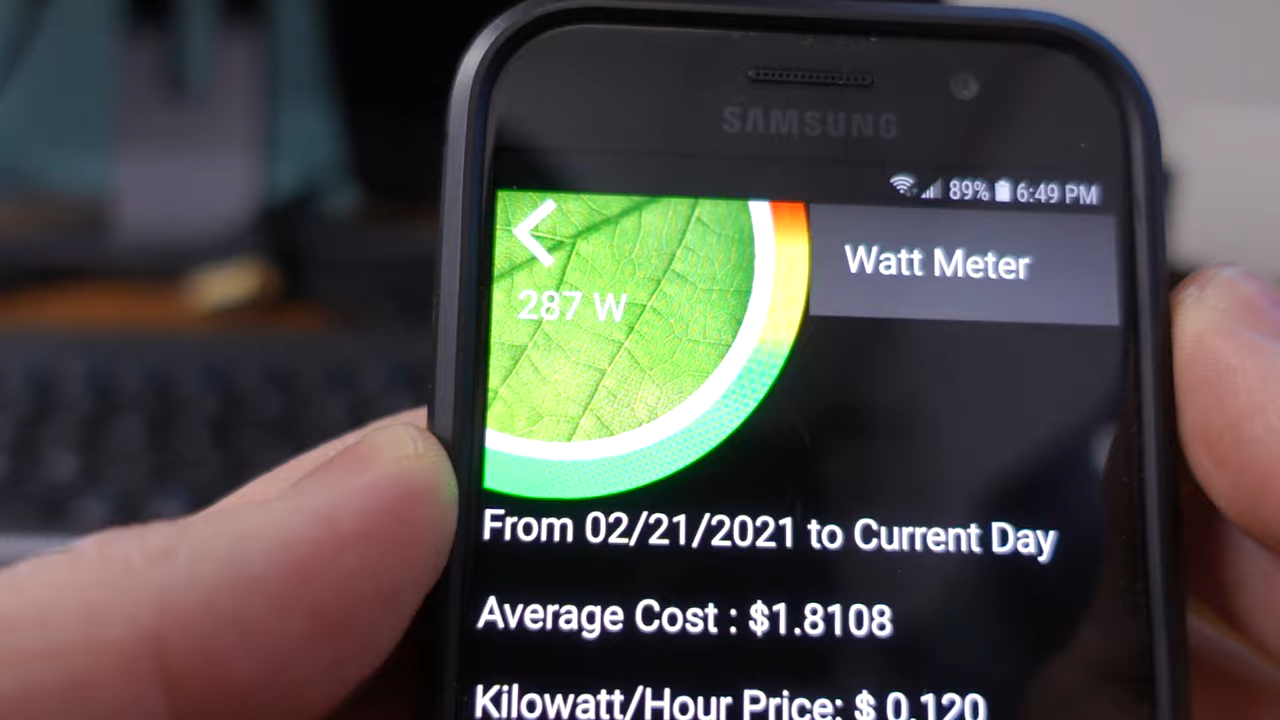 SAMSUNG
89% 6:49 PM
Watt Meter
287 W
From 02/21/2021 to Current Day
Average Cost : $1.8108
Kilowatt/Hour Price: $ 0.120